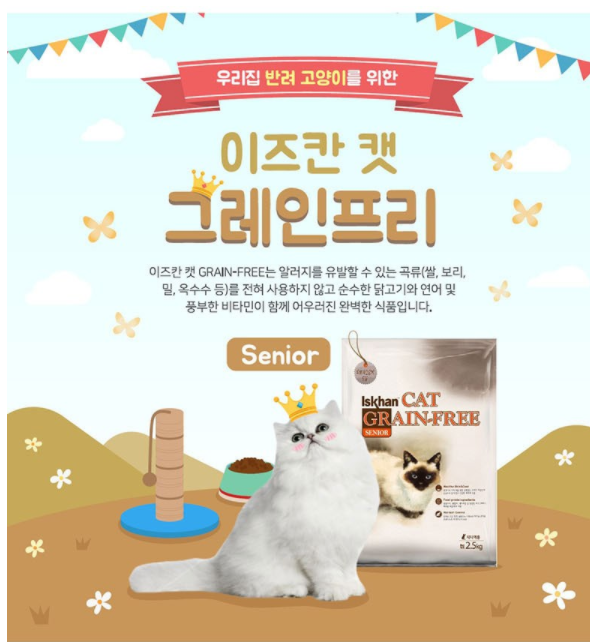 우리집 반려 고양이를 위한
이즈칸 캣
그레인프리
이즈칸 캣 GRAIN-FREE는 알러지를 유발할 수 있는 곡류(쌀, 보리,
밀, 옥수수 등)를 전혀 사용하지 않고 순수한 닭고기와 연어 및
풍부한 비타민이 함께 어우러진 완벽한 식품입니다.
Senior
Iskhan CAT
GRAIN-FREE
SENIOR
2.5kg